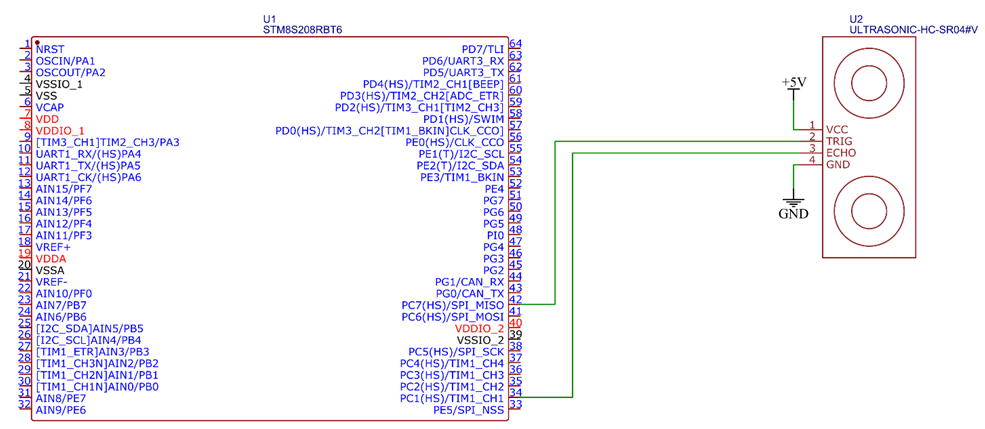 U1
STM8S208RBT6
1 NRST
2 OSCIN/PA1
3 OSCOUT/PA2
4 VSSIO_1
5 VSS
6 VCAP
7 VDD
8 VDDIO_1
9 [TIM3_CH1]TIM2_CH3/PA3
10 UART1_RX/(HS)PA4
11 UART1_TX/(HS)PA5
12 UART1_CK/(HS)PA6
13 AIN15/PF7
14 AIN14/PF6
15 AIN13/PF5
16 AIN12/PF4
17 AIN11/PF3
18 VREF+
19 VDDA
20 VSSA
21 VREF-
22 AIN10/PF0
23 AIN7/PB7
24 AIN6/PB6
25 [I2C_SDA]AIN5/PB5
26 [I2C_SCL]AIN4/PB4
27 [TIM1_ETR]AIN3/PB3
28 [TIM1_CH3N]AIN2/PB2
29 [TIM1_CH2N]AIN1/PB1
30 [TIM1_CH1N]AIN0/PB0
31 AIN8/PE7
32 AIN9/PE6
PD7/TLI 64
PD6/UART3_RX 63
PD5/UART3_TX 62
PD4(HS)/TIM2_CH1[BEEP] 61
PD3(HS)/TIM2_CH2[ADC_ETR] 60
PD2(HS)/TIM3_CH1[TIM2_CH3] 59
PD1(HS)/SWIM 58
PD0(HS)/TIM3_CH2[TIM1_BKIN]CLK_CCO] 57
PE0(HS)/CLK_CCO 56
PE1(T)/I2C_SCL 55
PE2(T)/I2C_SDA 54
PE3/TIM1_BKIN 53
PE4 52
PG7 51
PG6 50
PG5 49
PI0 48
PG4 47
PG3 46
PG2 45
PG1/CAN_RX 44
PG0/CAN_TX 43
PC7(HS)/SPI_MISO 42
PC6(HS)/SPI_MOSI 41
VDDIO_2 40
VSSIO_2 39
PC5(HS)/SPI_SCK 38
PC4(HS)/TIM1_CH4 37
PC3(HS)/TIM1_CH3 36
PC2(HS)/TIM1_CH2 35
PC1(HS)/TIM1_CH1 34
PE5/SPI_NSS 33
U2
ULTRASONIC-HC-SR04#V
+5V
1 VCC
2 TRIG
3 ECHO
4 GND
GND